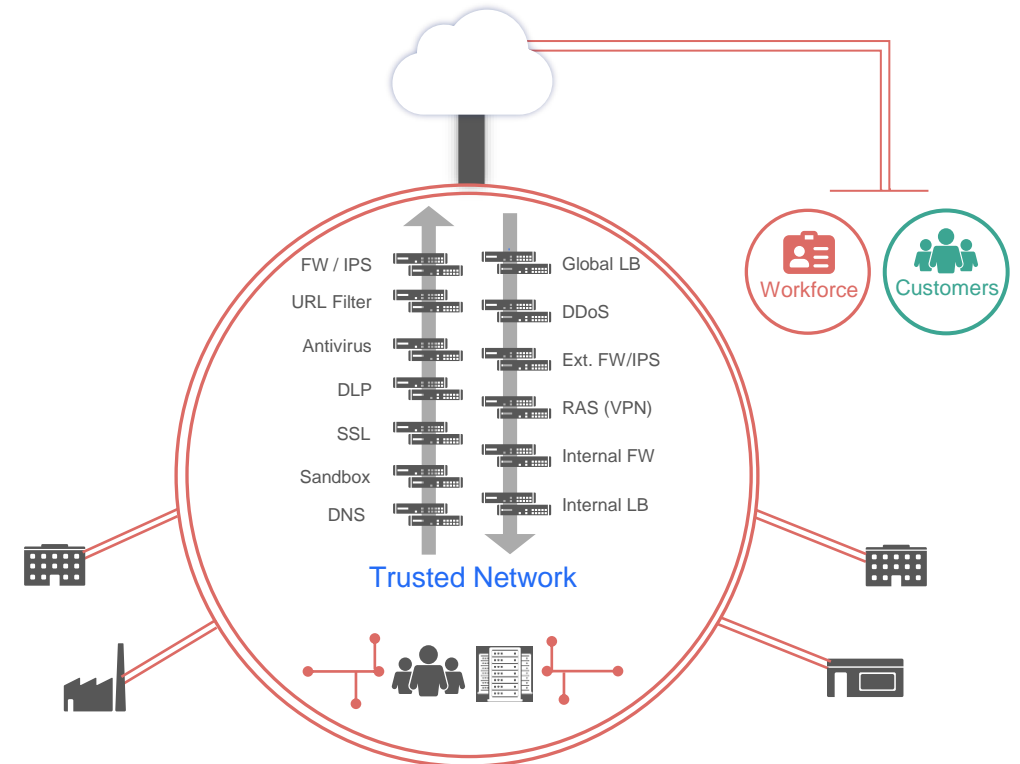 FW / IPS
URL Filter
Antivirus
DLP
SSL
Sandbox
DNS
Global LB
DDoS
Ext. FW/IPS
RAS (VPN)
Internal FW
Internal LB
Trusted Network
Workforce
Customers